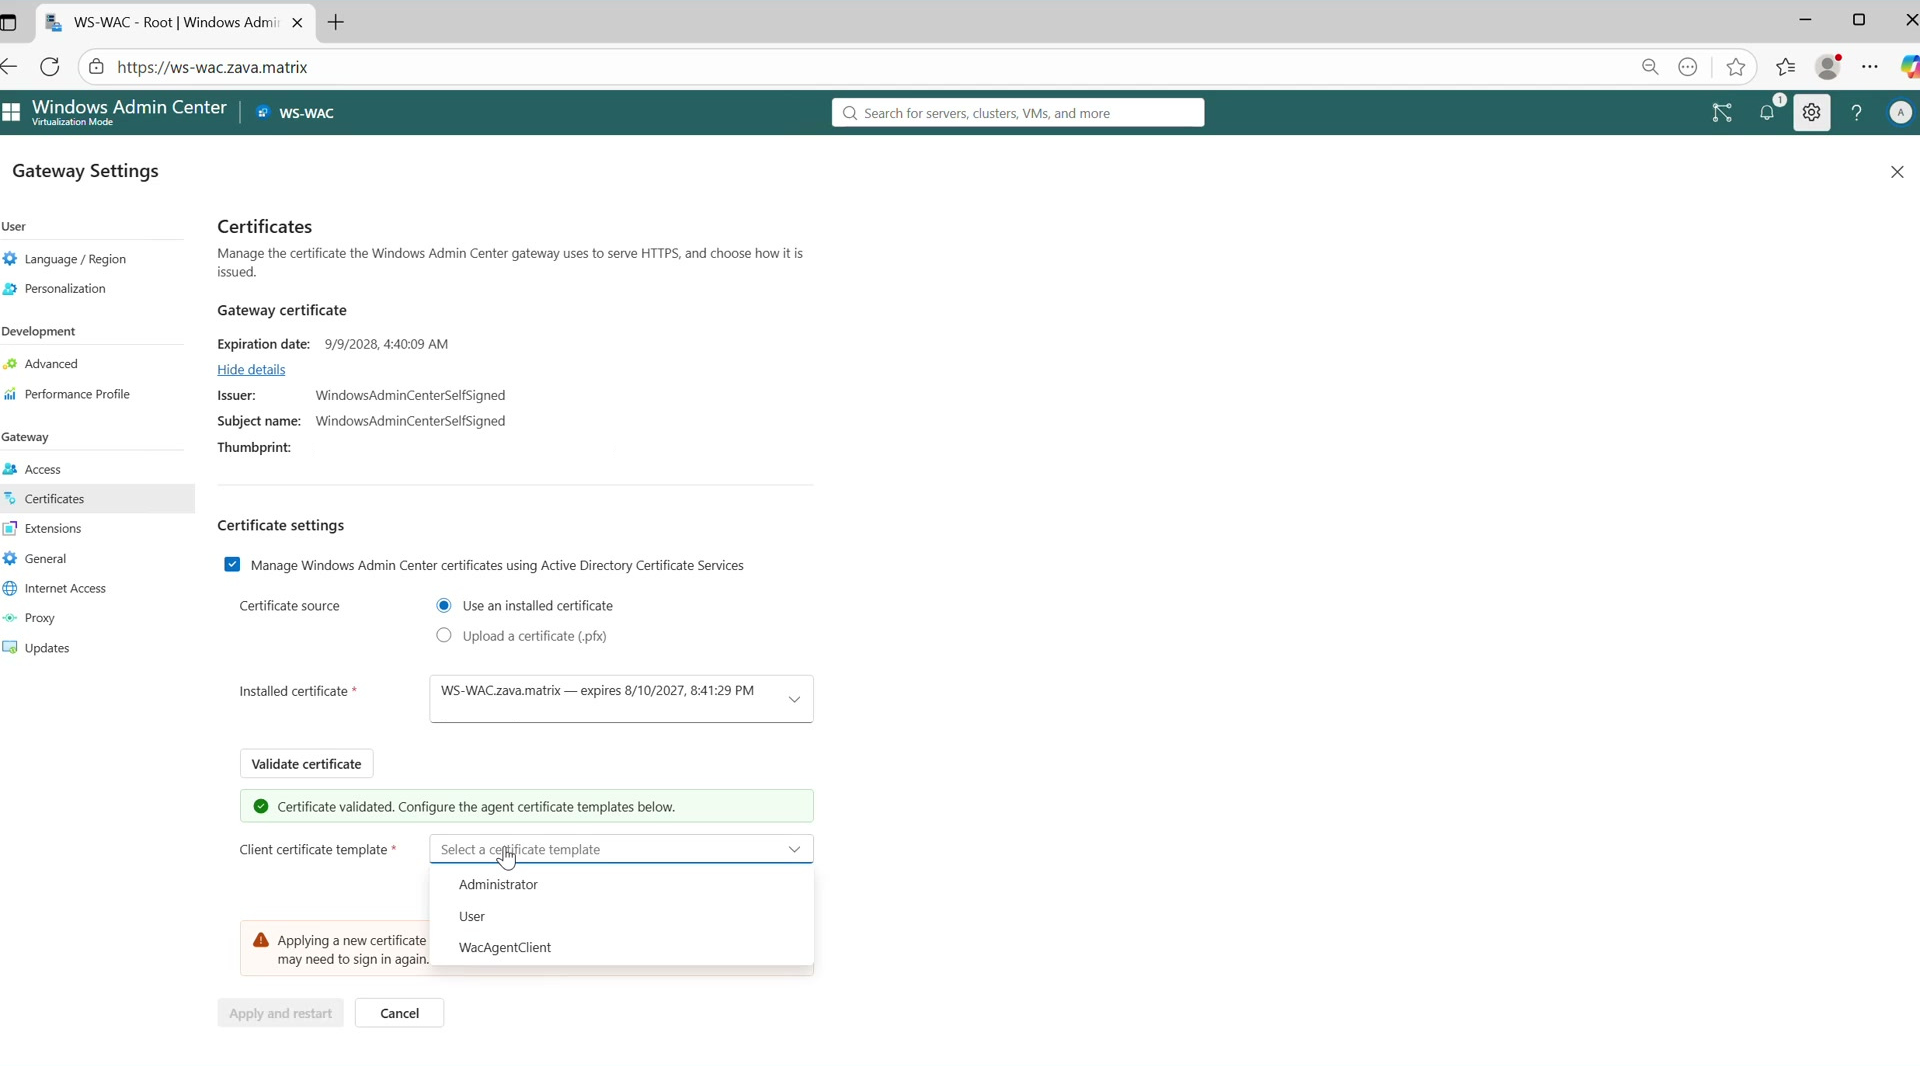 WS-WAC - Root | Windows Admi
https://ws-wac.zava.matrix
Windows Admin Center
Virtualization Mode
WS-WAC
Search for servers, clusters, VMs, and more
1
?
A
Gateway Settings
User
Language / Region
Personalization
Development
Advanced
Performance Profile
Gateway
Access
Certificates
Extensions
General
Internet Access
Proxy
Updates
Certificates
Manage the certificate the Windows Admin Center gateway uses to serve HTTPS, and choose how it is
issued.
Gateway certificate
Expiration date: 9/9/2028, 4:40:09 AM
Hide details
Issuer: WindowsAdminCenterSelfSigned
Subject name: WindowsAdminCenterSelfSigned
Thumbprint:
Certificate settings
Manage Windows Admin Center certificates using Active Directory Certificate Services
Certificate source
Use an installed certificate
Upload a certificate (.pfx)
Installed certificate *
WS-WAC.zava.matrix — expires 8/10/2027, 8:41:29 PM
Validate certificate
Certificate validated. Configure the agent certificate templates below.
Client certificate template *
Select a certificate template
Administrator
User
WacAgentClient
Applying a new certificate
may need to sign in again.
Apply and restart
Cancel